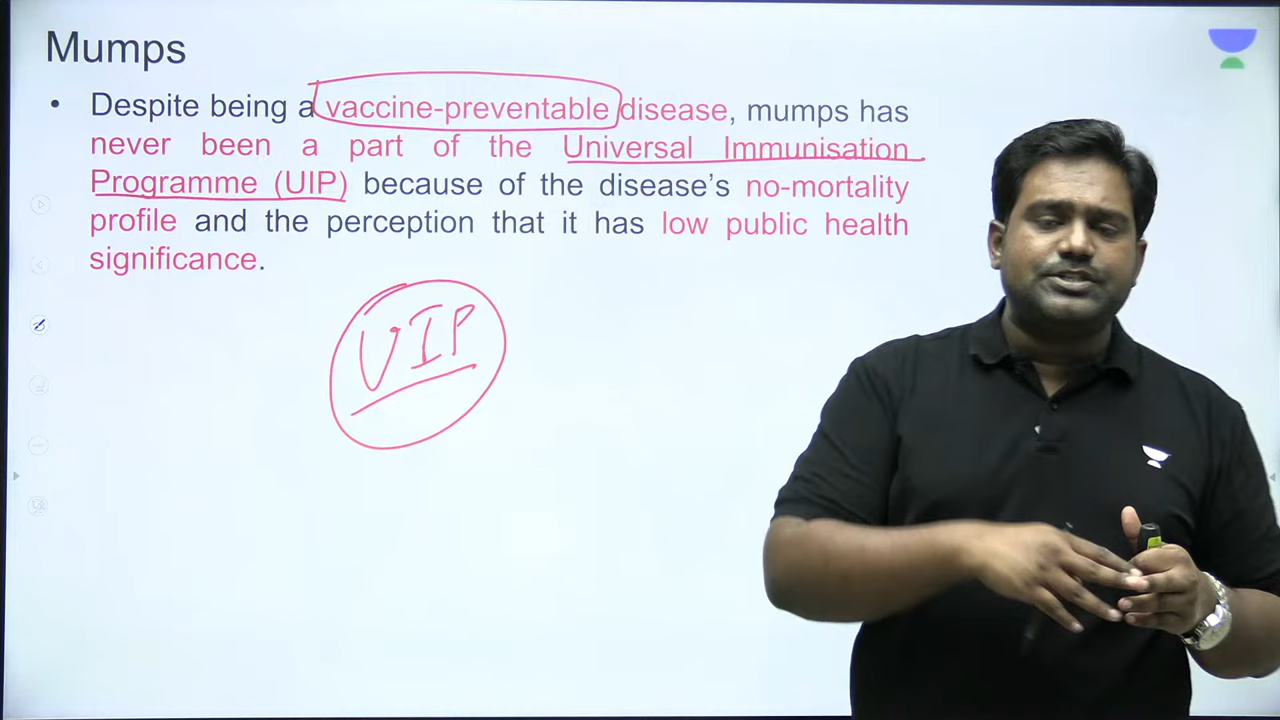 Mumps
• Despite being a vaccine-preventable disease, mumps has
never been a part of the Universal Immunisation
Programme (UIP) because of the disease's no-mortality
profile and the perception that it has low public health
significance.
UIP